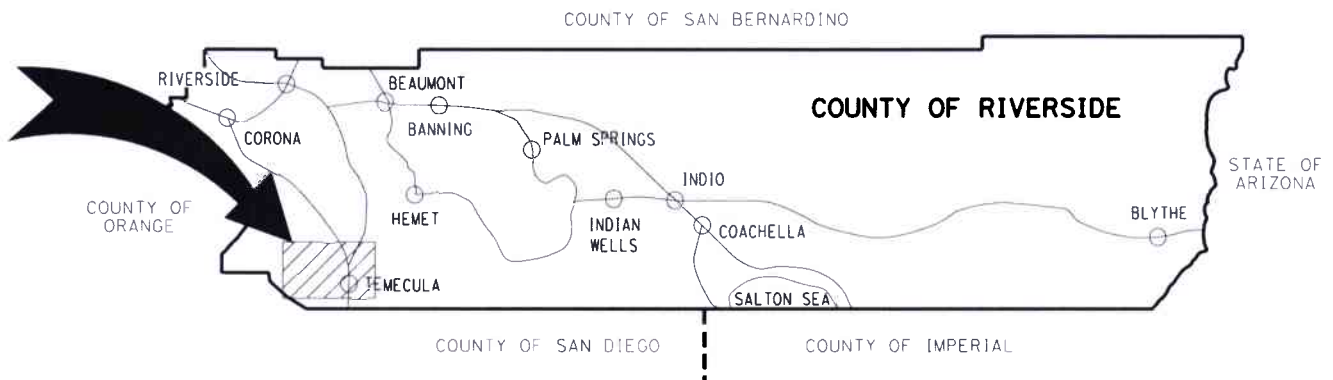 COUNTY OF SAN BERNARDINO
RIVERSIDE
BEAUMONT
COUNTY OF RIVERSIDE
BANNING
CORONA
PALM SPRINGS
STATE OF
ARIZONA
INDIO
COUNTY OF
ORANGE
HEMET
INDIAN
WELLS
COACHELLA
BLYTHE
TEMECULA
SALTON SEA
COUNTY OF SAN DIEGO
COUNTY OF IMPERIAL